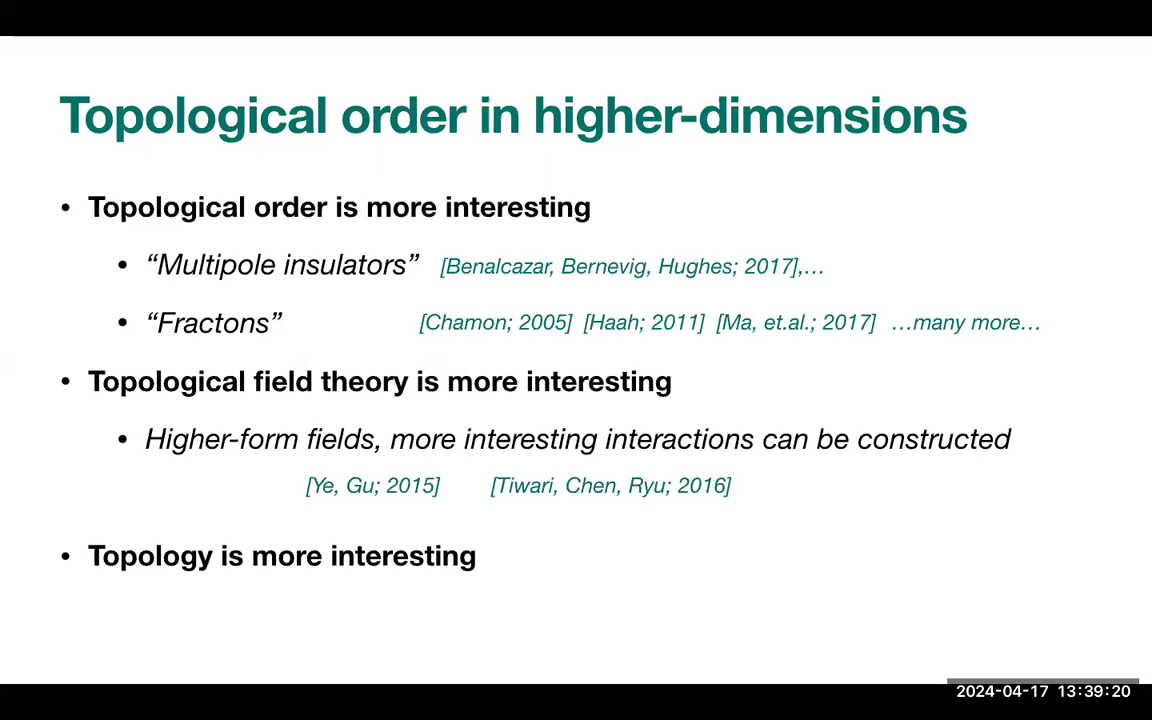 Topological order in higher-dimensions
• Topological order is more interesting
• “Multipole insulators” [Benalcazar, Bernevig, Hughes; 2017],…
• “Fractons” [Chamon; 2005] [Haah; 2011] [Ma, et.al.; 2017] …many more…
• Topological field theory is more interesting
• Higher-form fields, more interesting interactions can be constructed
[Ye, Gu; 2015] [Tiwari, Chen, Ryu; 2016]
• Topology is more interesting
2024-04-17 13:39:20